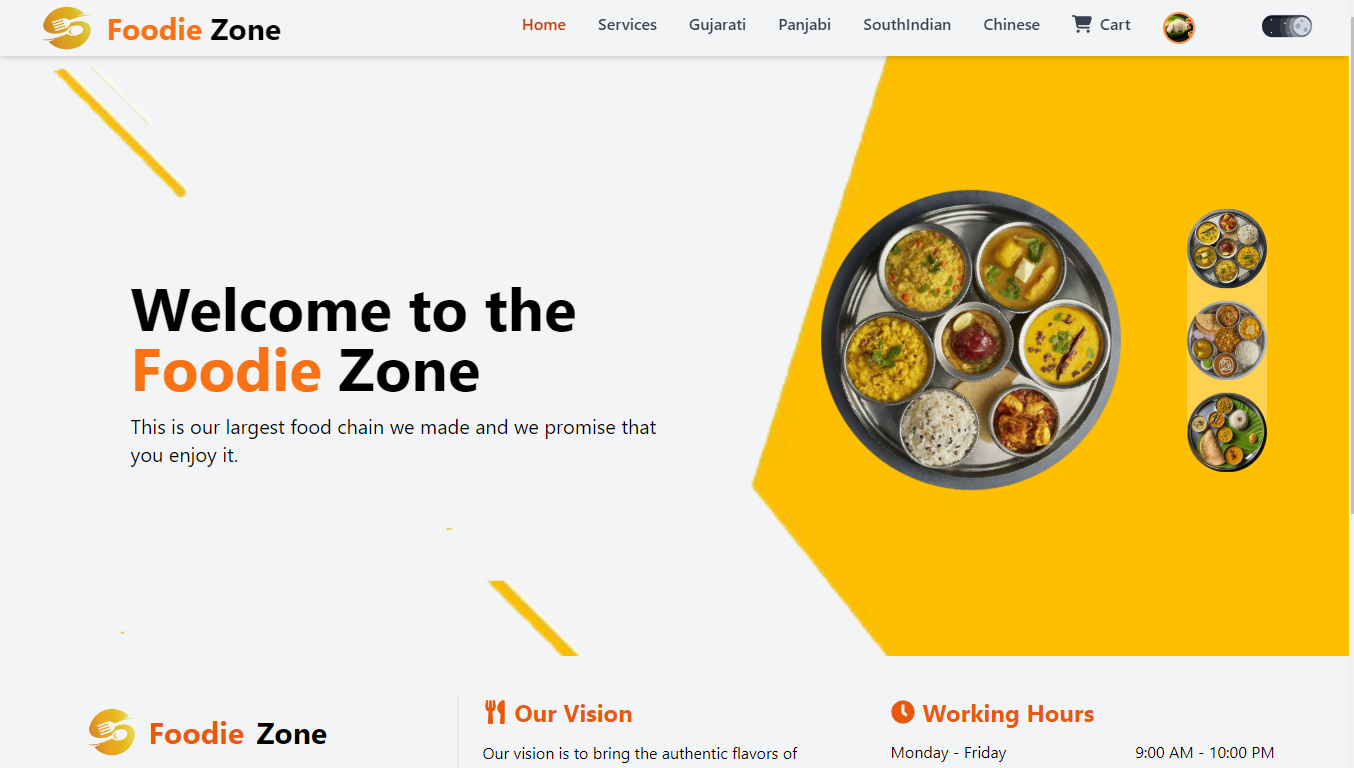 Foodie Zone
Home Services Gujarati Panjabi SouthIndian Chinese Cart
Welcome to the
Foodie Zone
This is our largest food chain we made and we promise that
you enjoy it.
Foodie Zone
Our Vision
Our vision is to bring the authentic flavors of
Working Hours
Monday - Friday 9:00 AM - 10:00 PM